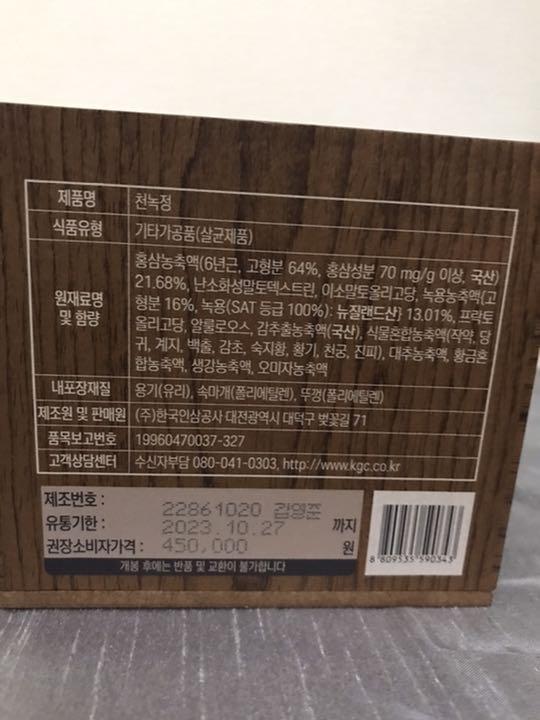 제품명 천녹정
식품유형 기타가공품(살균제품)
원재료명 및 함량
홍삼농축액(6년근, 고형분 64%, 홍삼성분 70 mg/g 이상, 국산)
21.68%, 난소화성말토덱스트린, 이소말토올리고당, 녹용농축액{고
형분 16%, 녹용(SAT 등급 100%): 뉴질랜드산} 13.01%, 프락토
올리고당, 알룰로오스, 감추출농축액(국산), 식물혼합농축액(작약, 당
귀, 계지, 백출, 감초, 숙지황, 황기, 천궁, 진피), 대추농축액, 황금혼
합농축액, 생강농축액, 오미자농축액
내포장재질 용기(유리), 속마개(폴리에틸렌), 뚜껑(폴리에틸렌)
제조원 및 판매원 (주)한국인삼공사 대전광역시 대덕구 벚꽃길 71
품목보고번호 19960470037-327
고객상담센터 수신자부담 080-041-0303, http://www.kgc.co.kr
제조번호 : 22861020 김영준
유통기한 : 2023.10.27 까지
권장소비자가격 : 450,000 원
개봉 후에는 반품 및 교환이 불가합니다
8 809535 590343